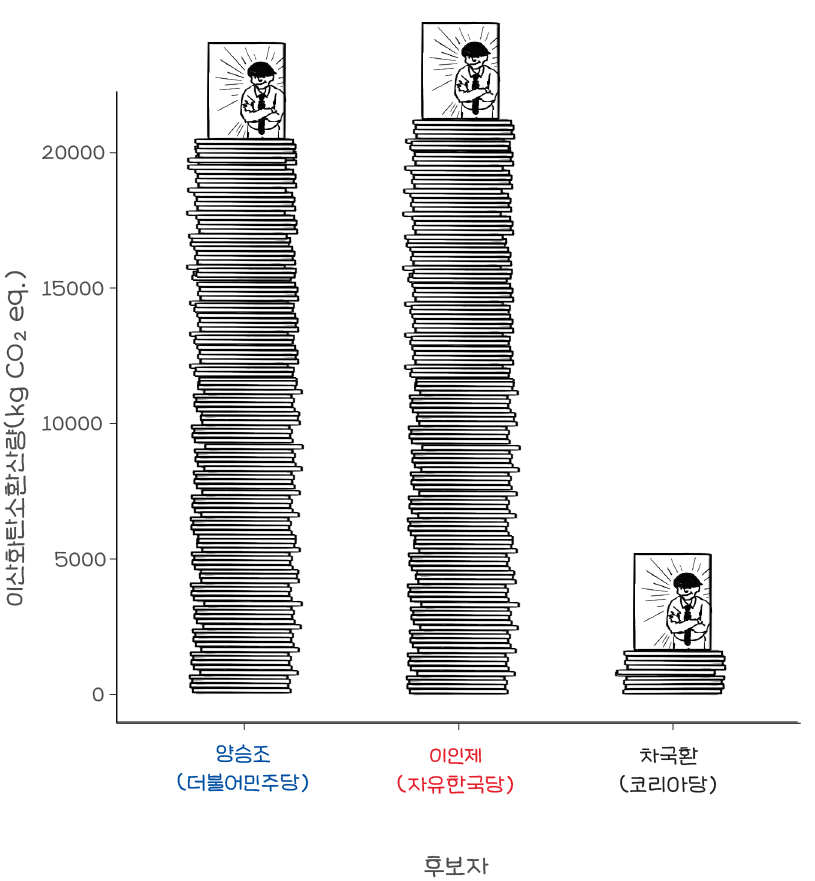 20000
15000
10000
5000
0
이산화탄소환산량(kg CO₂ eq.)
양승조
(더불어민주당)
이인제
(자유한국당)
차국환
(코리아당)
후보자